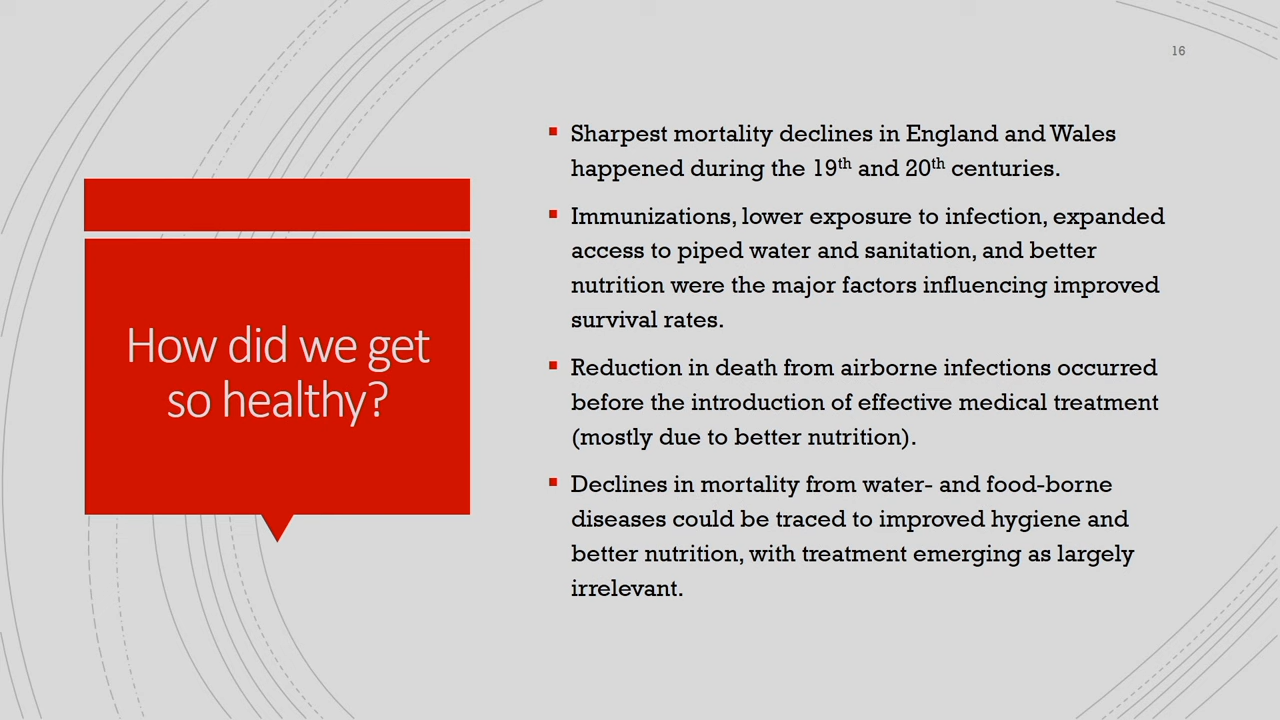 16
How did we get
so healthy?
Sharpest mortality declines in England and Wales
happened during the 19th and 20th centuries.
Immunizations, lower exposure to infection, expanded
access to piped water and sanitation, and better
nutrition were the major factors influencing improved
survival rates.
Reduction in death from airborne infections occurred
before the introduction of effective medical treatment
(mostly due to better nutrition).
Declines in mortality from water- and food-borne
diseases could be traced to improved hygiene and
better nutrition, with treatment emerging as largely
irrelevant.